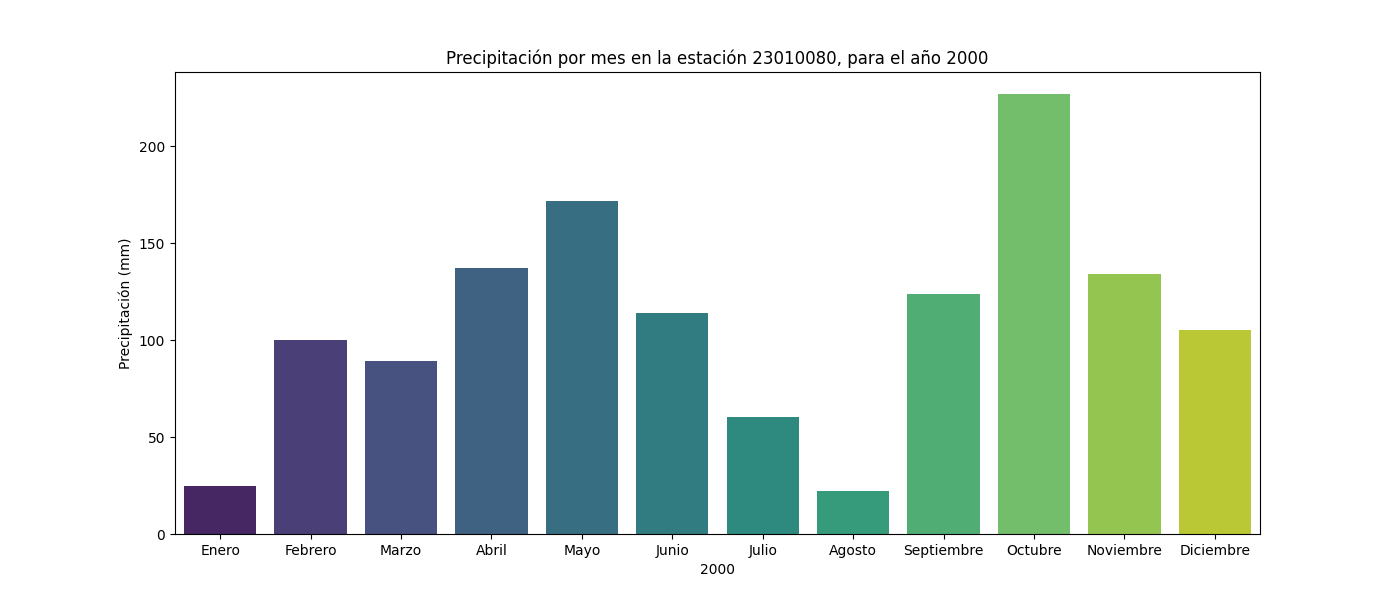 Precipitación por mes en la estación 23010080, para el año 2000
Precipitación (mm)
200
150
100
50
0
Enero Febrero Marzo Abril Mayo Junio Julio Agosto Septiembre Octubre Noviembre Diciembre
2000